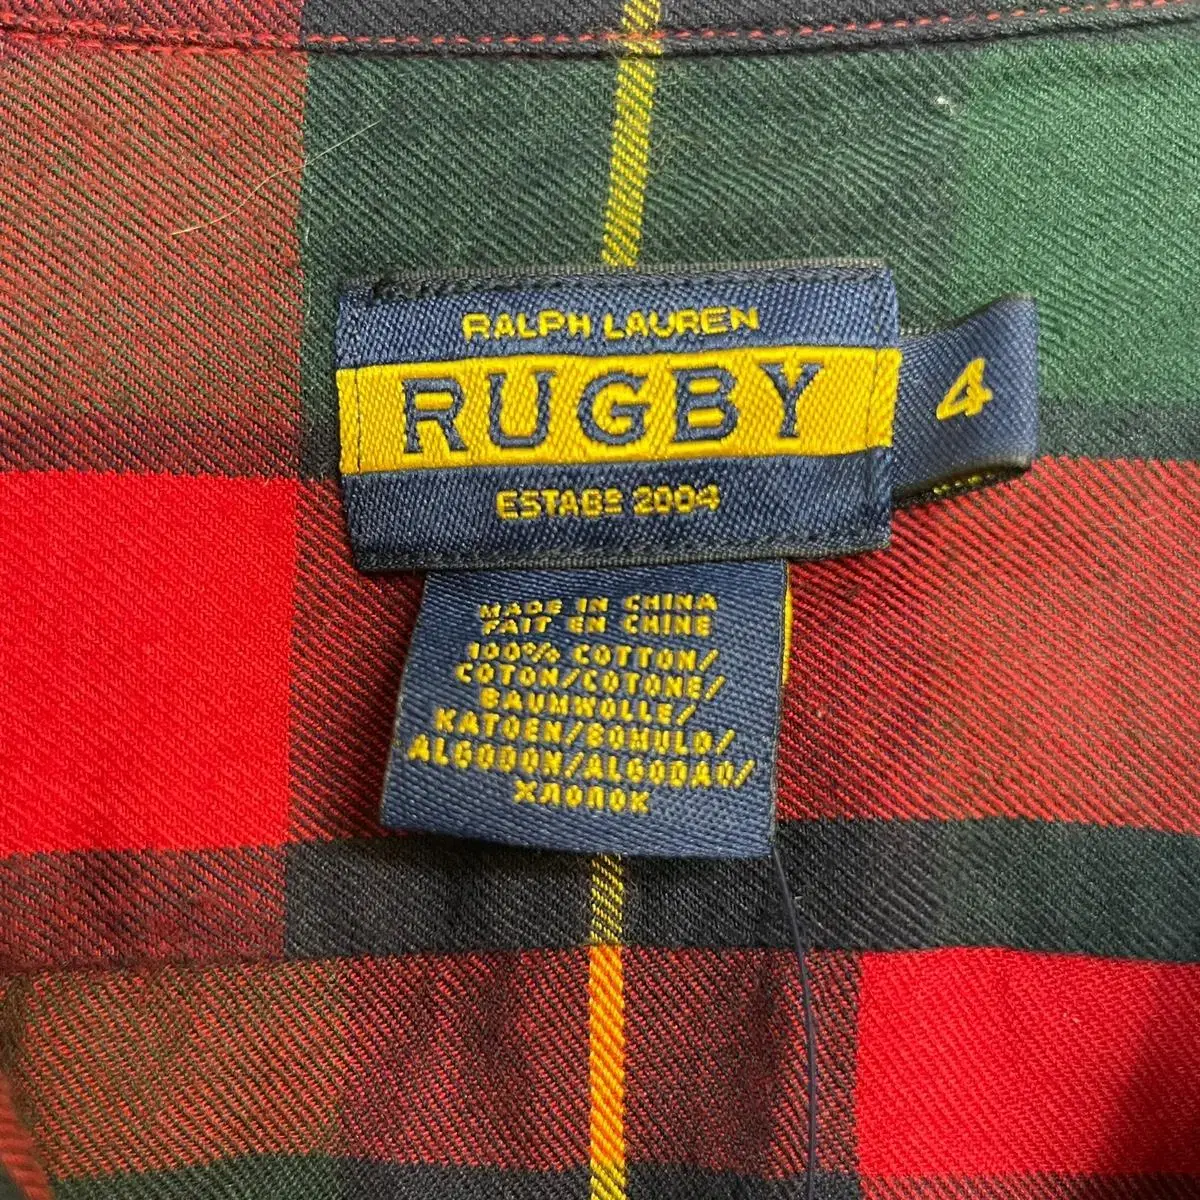 RALPH LAUREN
RUGBY
4
ESTABD 2004
MADE IN CHINA
FAIT EN CHINE
100% COTTON/
COTON/COTONE/
BAUMWOLLE/
KATOEN/BOMULD/
ALGODON/ALGODAO/
ХЛОПОК